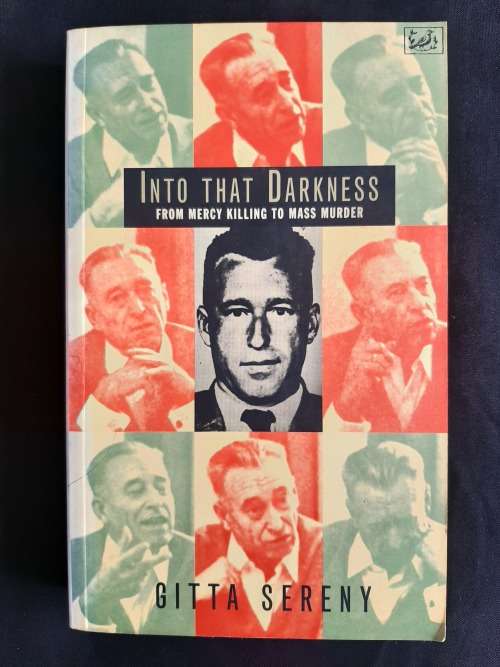 INTO THAT DARKNESS
FROM MERCY KILLING TO MASS MURDER
GITTA SERENY